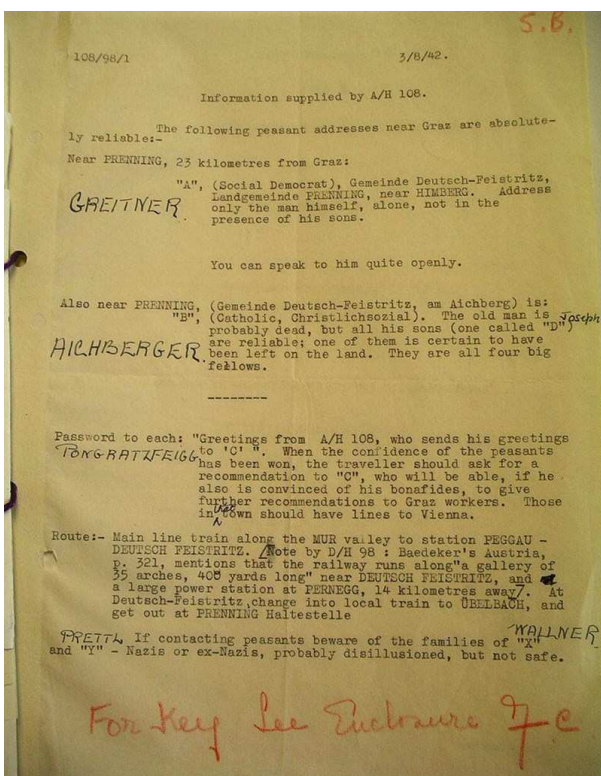 S.B.
108/98/1 3/8/42.
Information supplied by A/H 108.
The following peasant addresses near Graz are absolute-
ly reliable:-
Near PRENNING, 23 kilometres from Graz:
"A", (Social Democrat), Gemeinde Deutsch-Feistritz,
GREITNER Landgemeinde PRENNING, near HIMBERG. Address
only the man himself, alone, not in the
presence of his sons.
You can speak to him quite openly.
Also near PRENNING, (Gemeinde Deutsch-Feistritz, am Aichberg) is:
"B", (Catholic, Christlichsozial). The old man is Joseph
probably dead, but all his sons (one called "D")
AICHBERGER. are reliable; one of them is certain to have
been left on the land. They are all four big
fellows.
--------
Password to each: "Greetings from A/H 108, who sends his greetings
PONGRATZFEIGG to 'C' ". When the confidence of the peasants
has been won, the traveller should ask for a
recommendation to "C", who will be able, if he
also is convinced of his bonafides, to give
further recommendations to Graz workers. Those
in the town should have lines to Vienna.
Route:- Main line train along the MUR valley to station PEGGAU -
DEUTSCH FEISTRITZ. [Note by D/H 98 : Baedeker's Austria,
p. 321, mentions that the railway runs along"a gallery of
35 arches, 400 yards long" near DEUTSCH FEISTRITZ, and
a large power station at PERNEGG, 14 kilometres away]. At
Deutsch-Feistritz change into local train to ÜBELBACH, and
get out at PRENNING Haltestelle
PRETTL WALLNER
If contacting peasants beware of the families of "X"
and "Y" - Nazis or ex-Nazis, probably disillusioned, but not safe.
For Key See Enclosure 7C